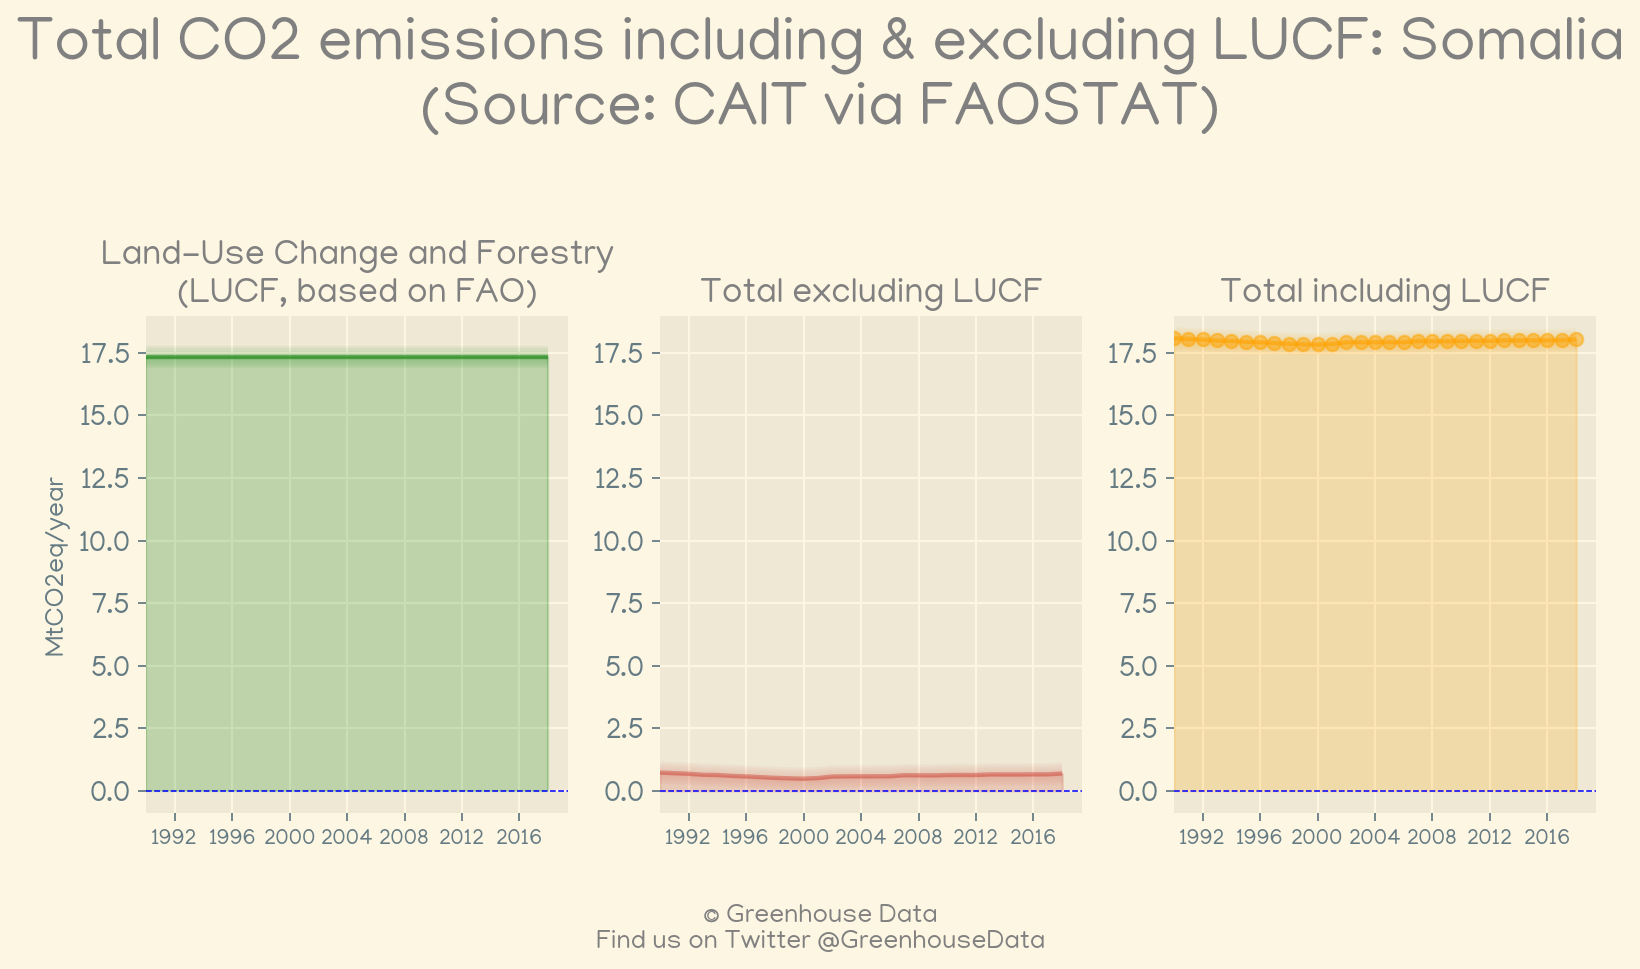 Total CO2 emissions including & excluding LUCF: Somalia
(Source: CAIT via FAOSTAT)
Land-Use Change and Forestry
(LUCF, based on FAO)
Total excluding LUCF
Total including LUCF
MtCO2eq/year
17.5
15.0
12.5
10.0
7.5
5.0
2.5
0.0
1992 1996 2000 2004 2008 2012 2016
17.5
15.0
12.5
10.0
7.5
5.0
2.5
0.0
1992 1996 2000 2004 2008 2012 2016
17.5
15.0
12.5
10.0
7.5
5.0
2.5
0.0
1992 1996 2000 2004 2008 2012 2016
© Greenhouse Data
Find us on Twitter @GreenhouseData